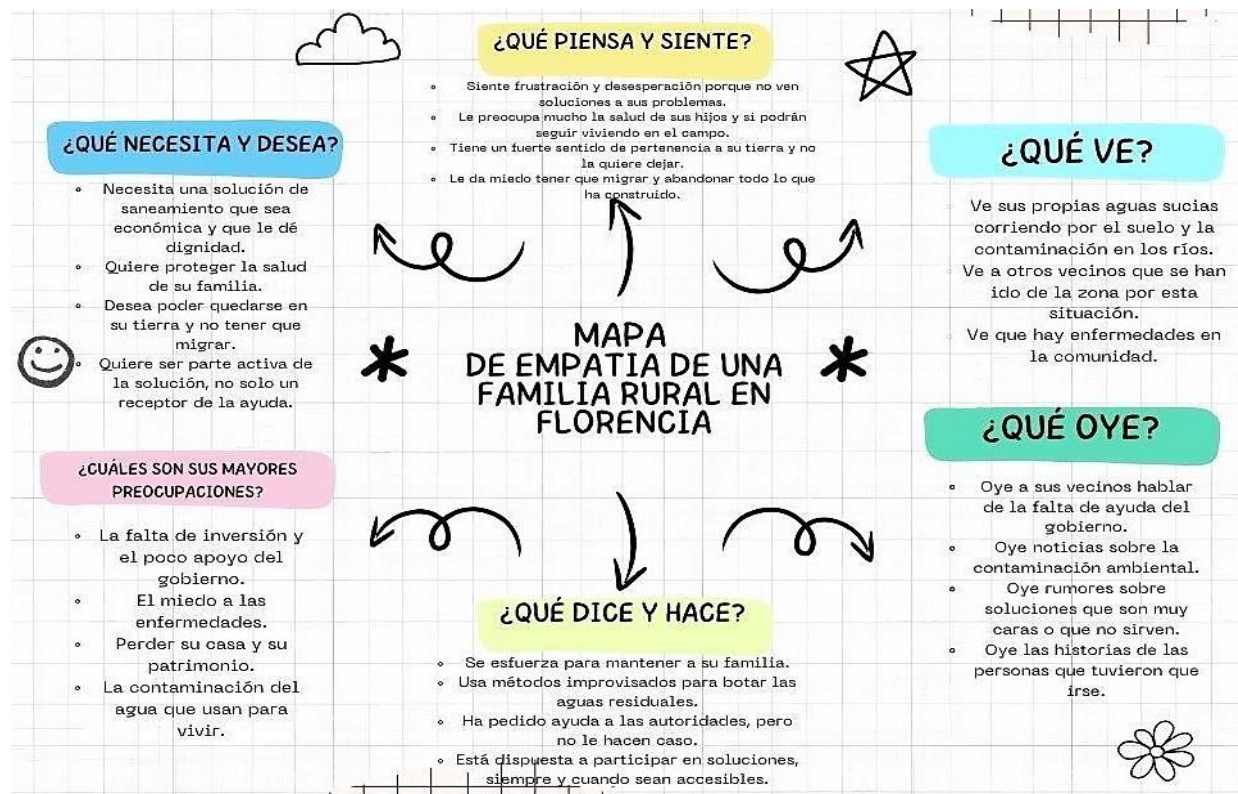 ¿QUÉ PIENSA Y SIENTE?
Siente frustración y desesperación porque no ven
soluciones a sus problemas.
Le preocupa mucho la salud de sus hijos y si podrán
seguir viviendo en el campo.
Tiene un fuerte sentido de pertenencia a su tierra y no
la quiere dejar.
Le da miedo tener que migrar y abandonar todo lo que
ha construido.
¿QUÉ NECESITA Y DESEA?
Necesita una solución de
saneamiento que sea
económica y que le dé
dignidad.
Quiere proteger la salud
de su familia.
Desea poder quedarse en
su tierra y no tener que
migrar.
Quiere ser parte activa de
la solución, no solo un
receptor de la ayuda.
¿QUÉ VE?
Ve sus propias aguas sucias
corriendo por el suelo y la
contaminación en los ríos.
Ve a otros vecinos que se han
ido de la zona por esta
situación.
Ve que hay enfermedades en
la comunidad.
MAPA
DE EMPATIA DE UNA
FAMILIA RURAL EN
FLORENCIA
¿CUÁLES SON SUS MAYORES
PREOCUPACIONES?
La falta de inversión y
el poco apoyo del
gobierno.
El miedo a las
enfermedades.
Perder su casa y su
patrimonio.
La contaminación del
agua que usan para
vivir.
¿QUÉ OYE?
Oye a sus vecinos hablar
de la falta de ayuda del
gobierno.
Oye noticias sobre la
contaminación ambiental.
Oye rumores sobre
soluciones que son muy
caras o que no sirven.
Oye las historias de las
personas que tuvieron que
irse.
¿QUÉ DICE Y HACE?
Se esfuerza para mantener a su familia.
Usa métodos improvisados para botar las
aguas residuales.
Ha pedido ayuda a las autoridades, pero
no le hacen caso.
Está dispuesta a participar en soluciones,
siempre y cuando sean accesibles.